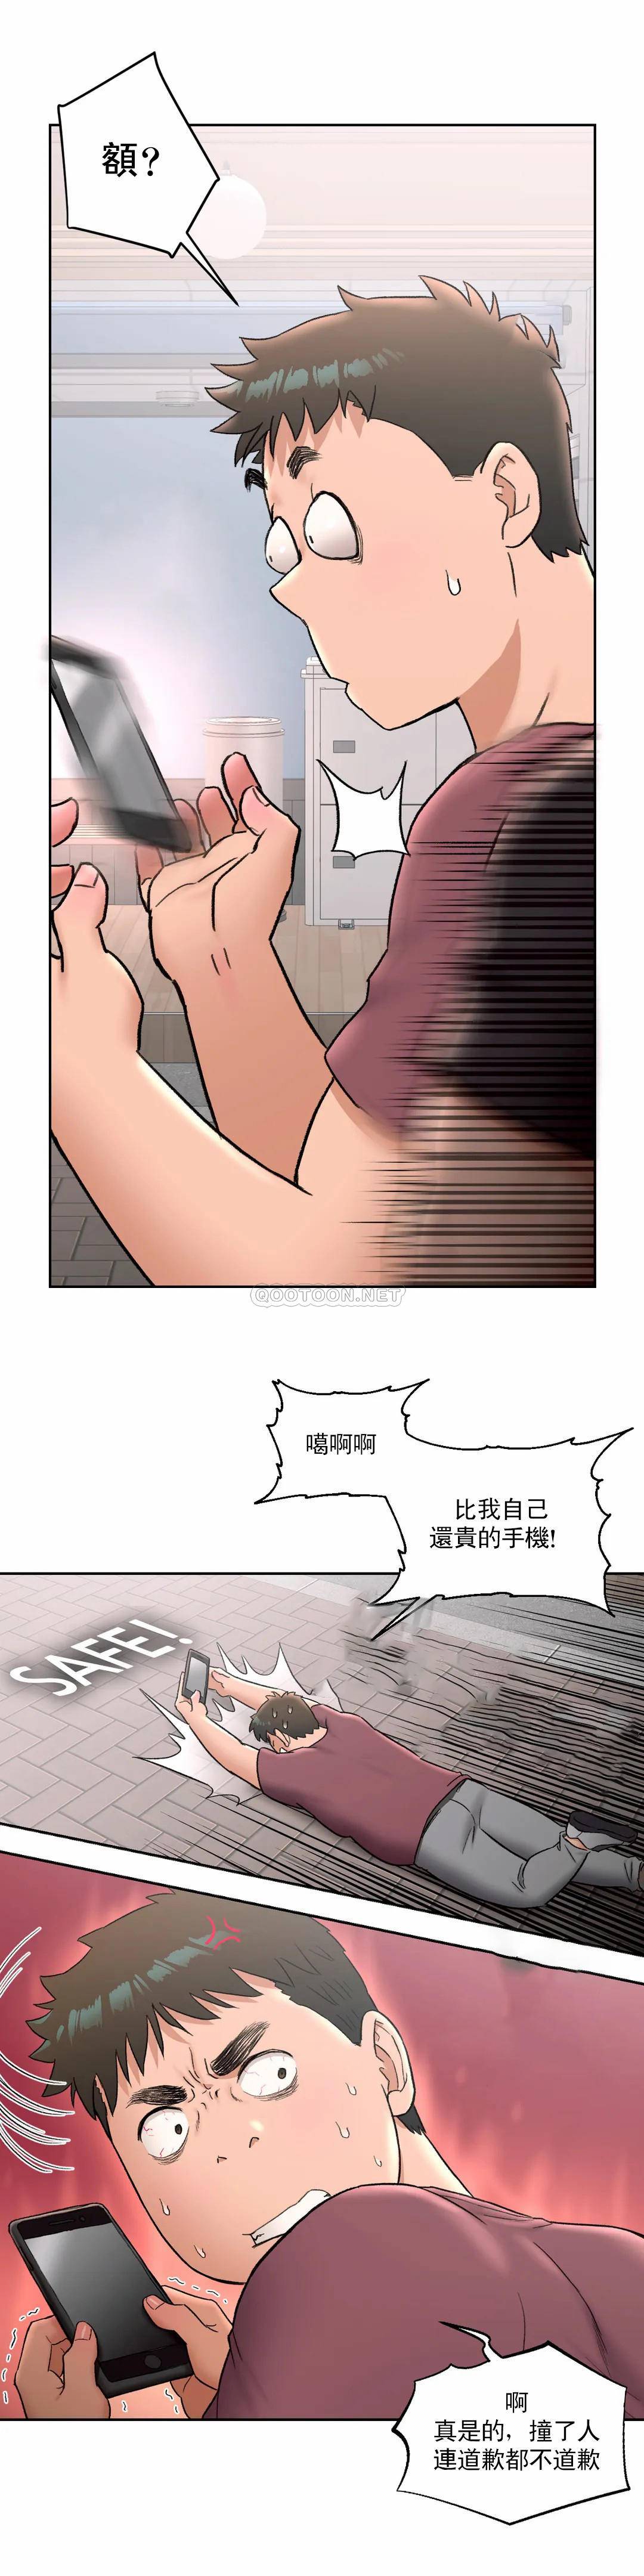 額?
QOOTOON.NET
噶啊啊
比我自己
還貴的手機!
SAFE!
啊
真是的, 撞了人
連道歉都不道歉